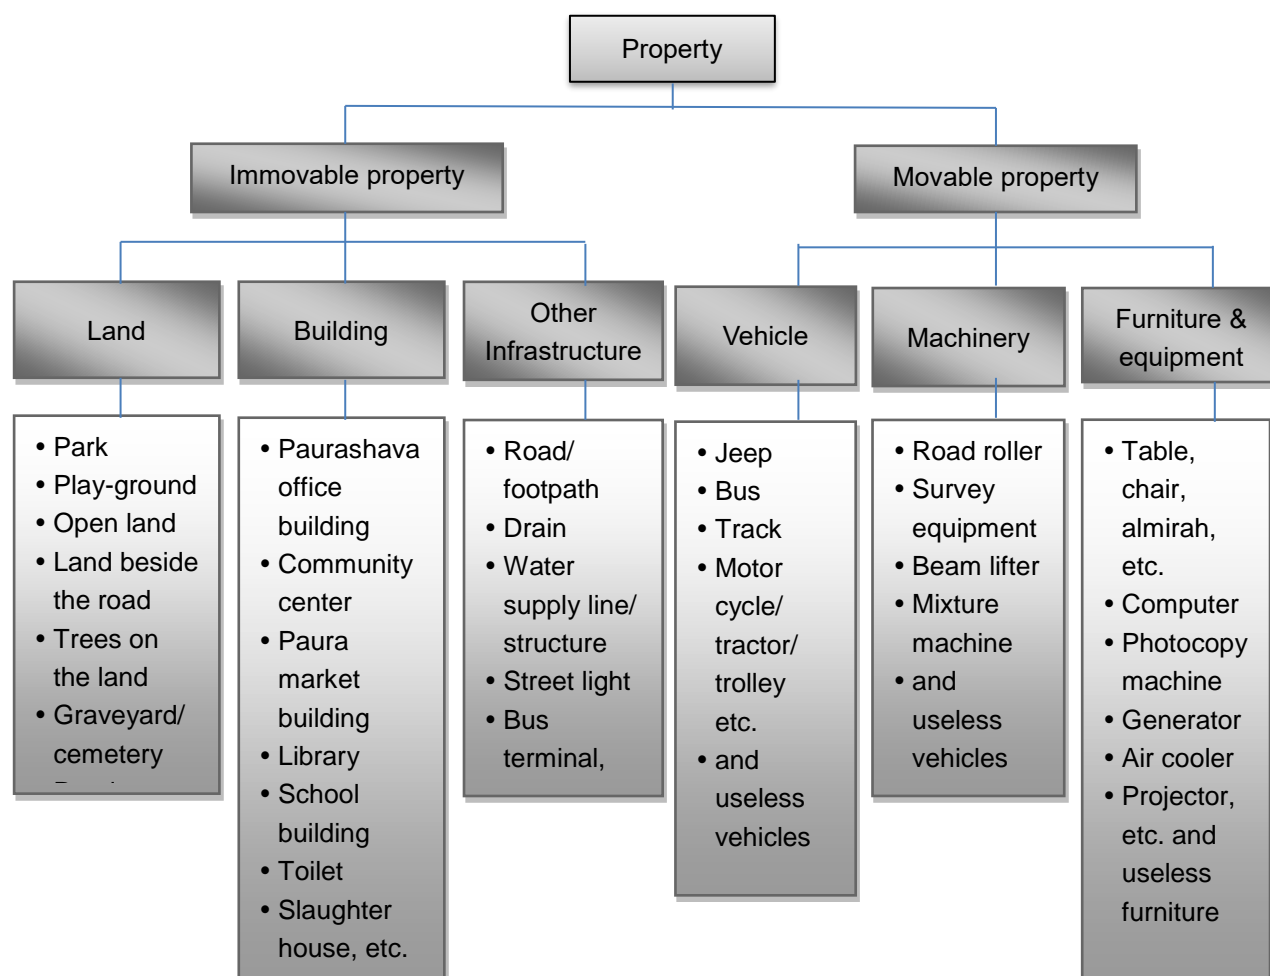 Property
Immovable property
Movable property
Land
Building
Other
Infrastructure
Vehicle
Machinery
Furniture &
equipment
• Park
• Play-ground
• Open land
• Land beside
the road
• Trees on
the land
• Graveyard/
cemetery
• Paurashava
office
building
• Community
center
• Paura
market
building
• Library
• School
building
• Toilet
• Slaughter
house, etc.
• Road/
footpath
• Drain
• Water
supply line/
structure
• Street light
• Bus
terminal,
• Jeep
• Bus
• Track
• Motor
cycle/
tractor/
trolley
etc.
• and
useless
vehicles
• Road roller
• Survey
equipment
• Beam lifter
• Mixture
machine
• and
useless
vehicles
• Table,
chair,
almirah,
etc.
• Computer
• Photocopy
machine
• Generator
• Air cooler
• Projector,
etc. and
useless
furniture